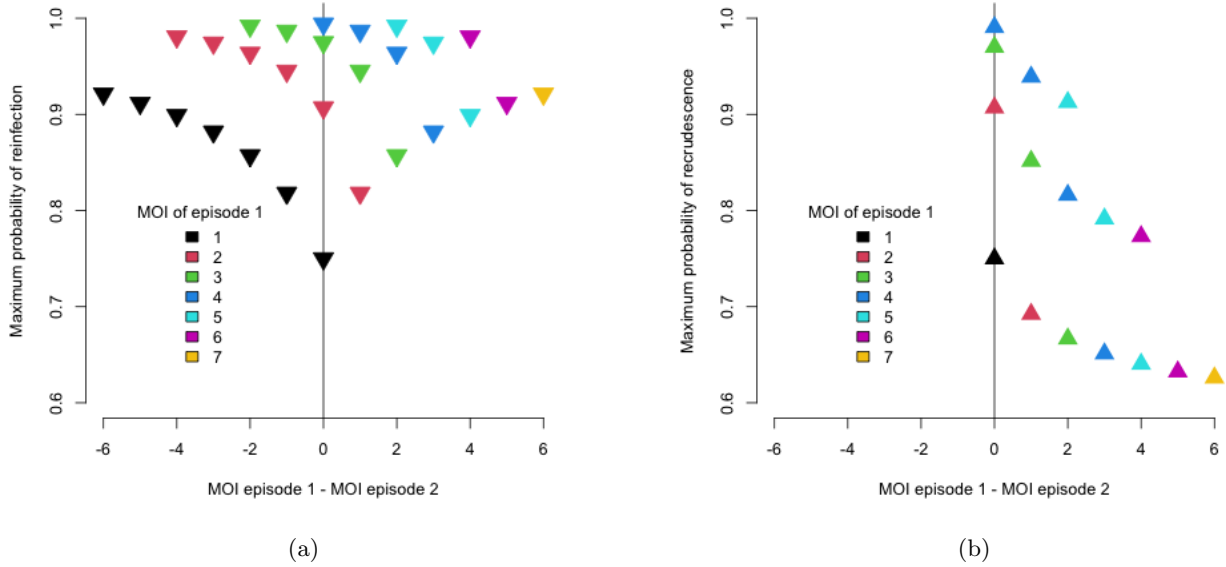 Maximum probability of reinfection
1.0
0.9
0.8
0.7
0.6
MOI of episode 1
1
2
3
4
5
6
7
-6 -4 -2 0 2 4 6
MOI episode 1 - MOI episode 2
(a)
Maximum probability of recrudescence
1.0
0.9
0.8
0.7
0.6
MOI of episode 1
1
2
3
4
5
6
7
-6 -4 -2 0 2 4 6
MOI episode 1 - MOI episode 2
(b)